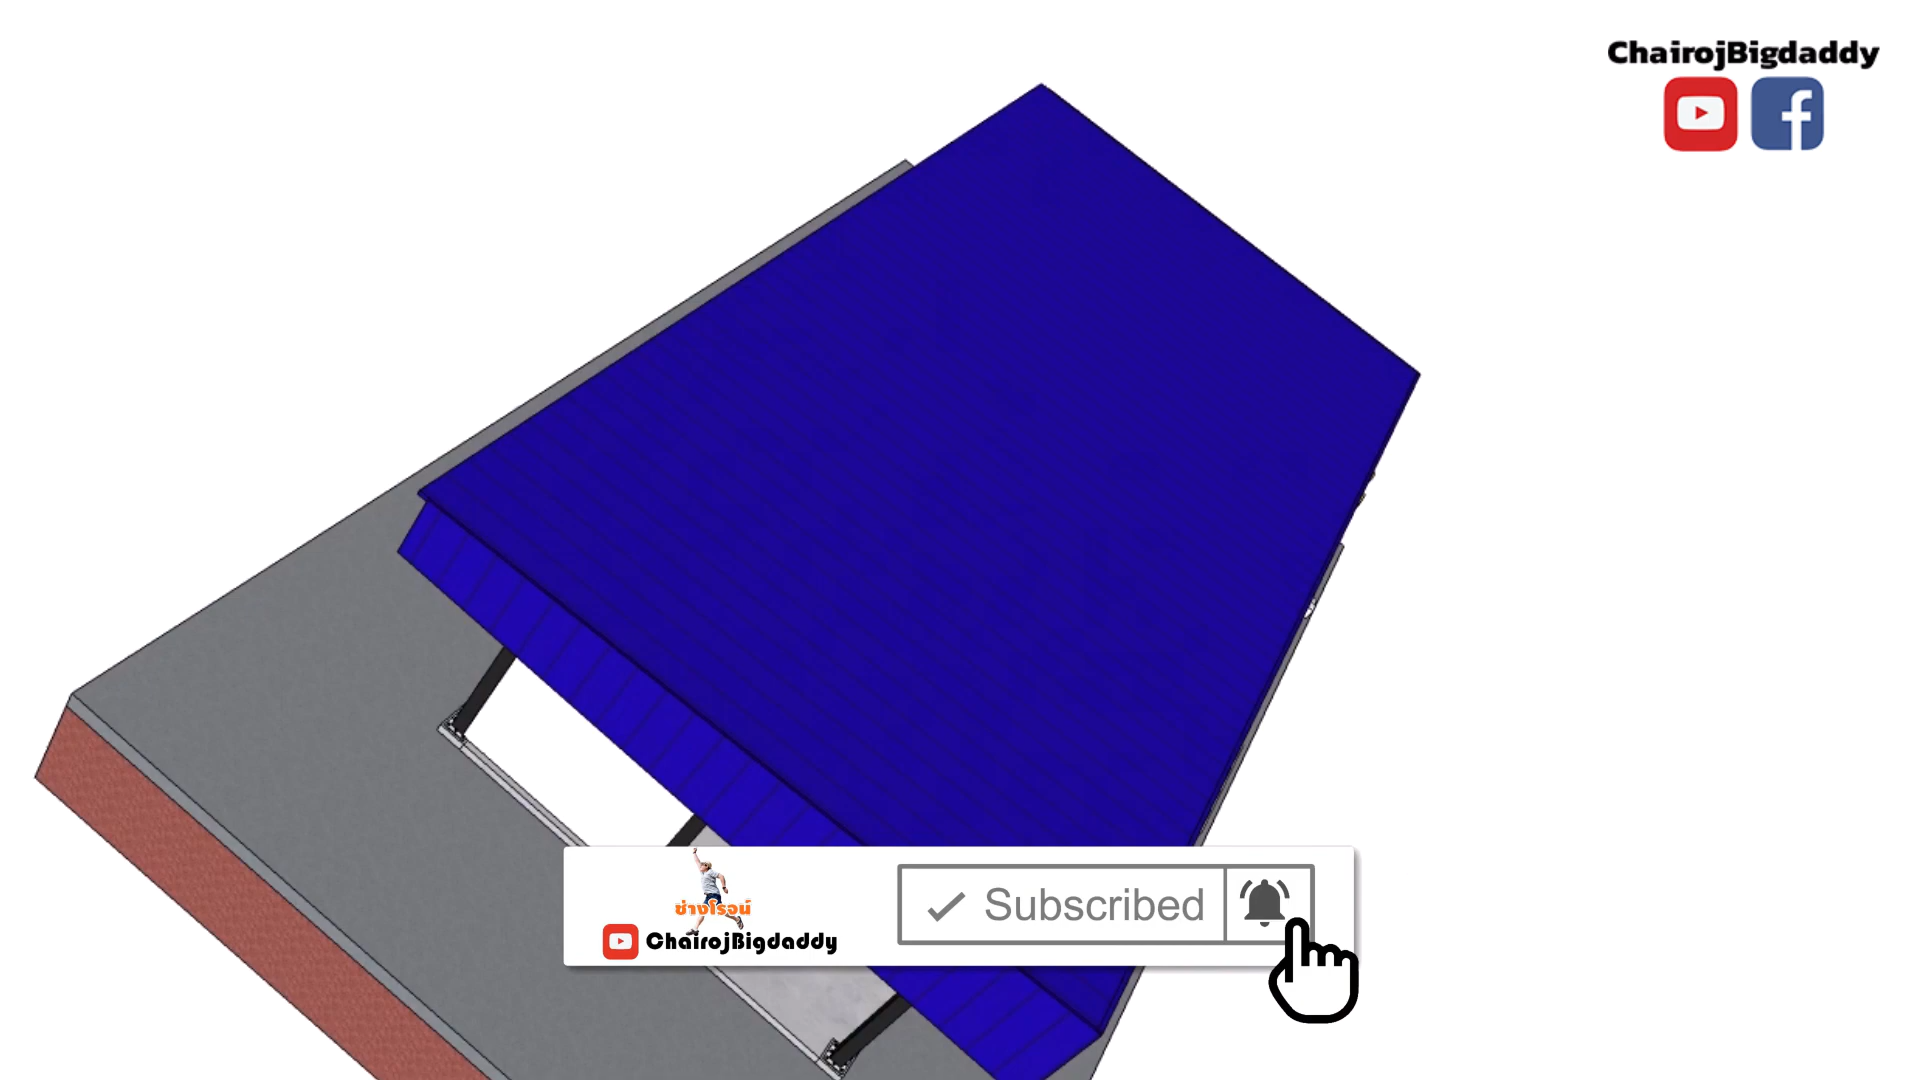 ChairojBigdaddy
ช่างโรจน์
ChairojBigdaddy
Subscribed